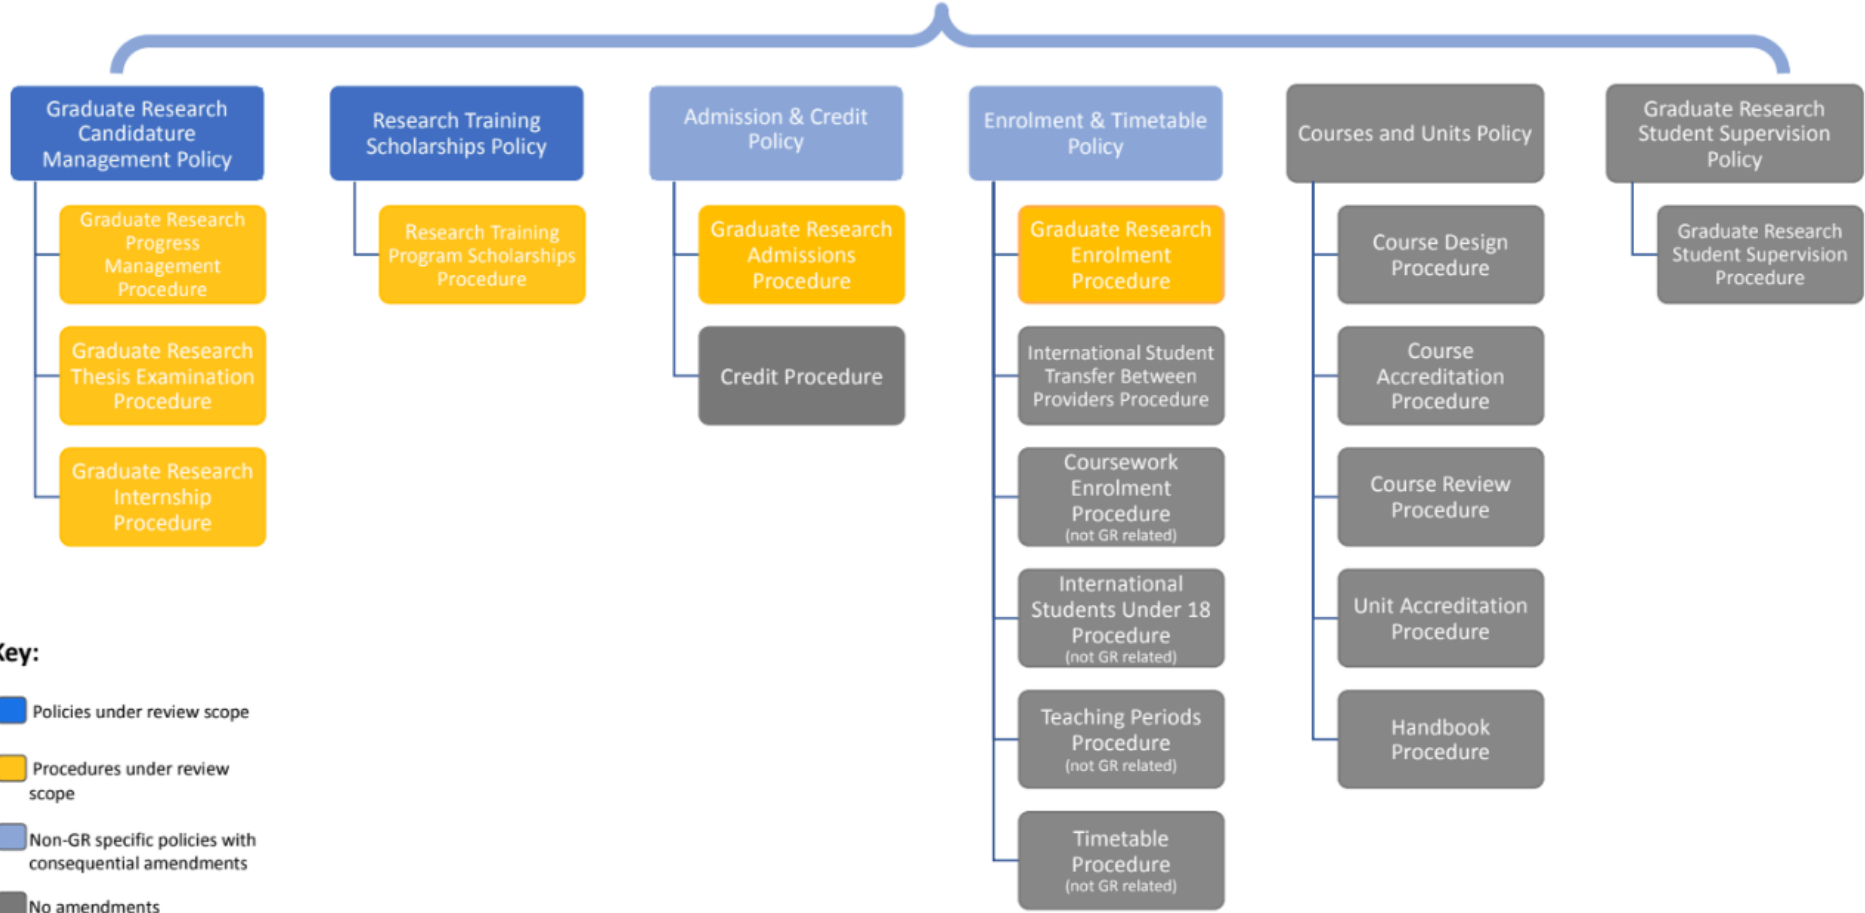 Graduate Research
Candidature
Management Policy
Graduate Research
Progress
Management
Procedure
Graduate Research
Thesis Examination
Procedure
Graduate Research
Internship
Procedure
Research Training
Scholarships Policy
Research Training
Program Scholarships
Procedure
Admission & Credit
Policy
Graduate Research
Admissions
Procedure
Credit Procedure
Enrolment & Timetable
Policy
Graduate Research
Enrolment
Procedure
International Student
Transfer Between
Providers Procedure
Coursework
Enrolment
Procedure
(not GR related)
International
Students Under 18
Procedure
(not GR related)
Teaching Periods
Procedure
(not GR related)
Timetable
Procedure
(not GR related)
Courses and Units Policy
Course Design
Procedure
Course
Accreditation
Procedure
Course Review
Procedure
Unit Accreditation
Procedure
Handbook
Procedure
Graduate Research
Student Supervision
Policy
Graduate Research
Student Supervision
Procedure
Key:
Policies under review scope
Procedures under review
scope
Non-GR specific policies with
consequential amendments
No amendments